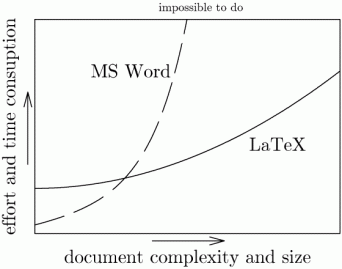 impossible to do
effort and time consuption
MS Word
LaTeX
document complexity and size